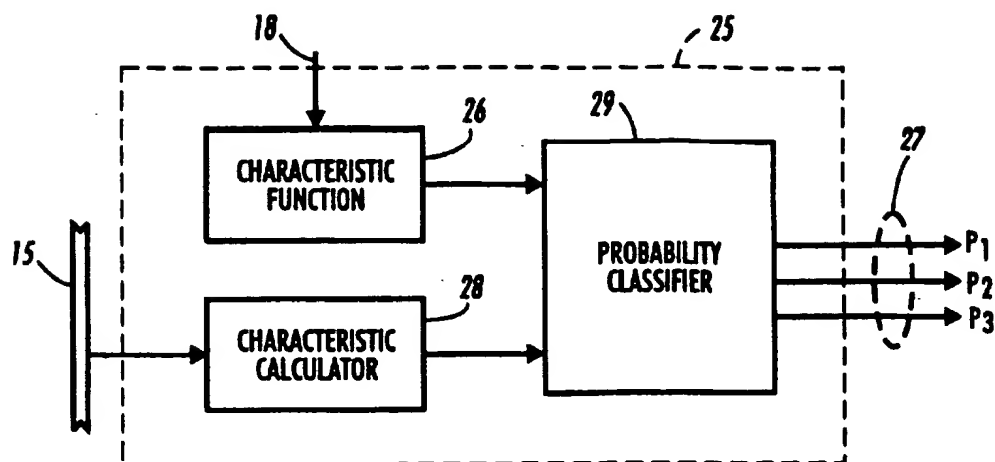 18
25
26
29
CHARACTERISTIC
FUNCTION
27
15
PROBABILITY
CLASSIFIER
P1
P2
P3
28
CHARACTERISTIC
CALCULATOR